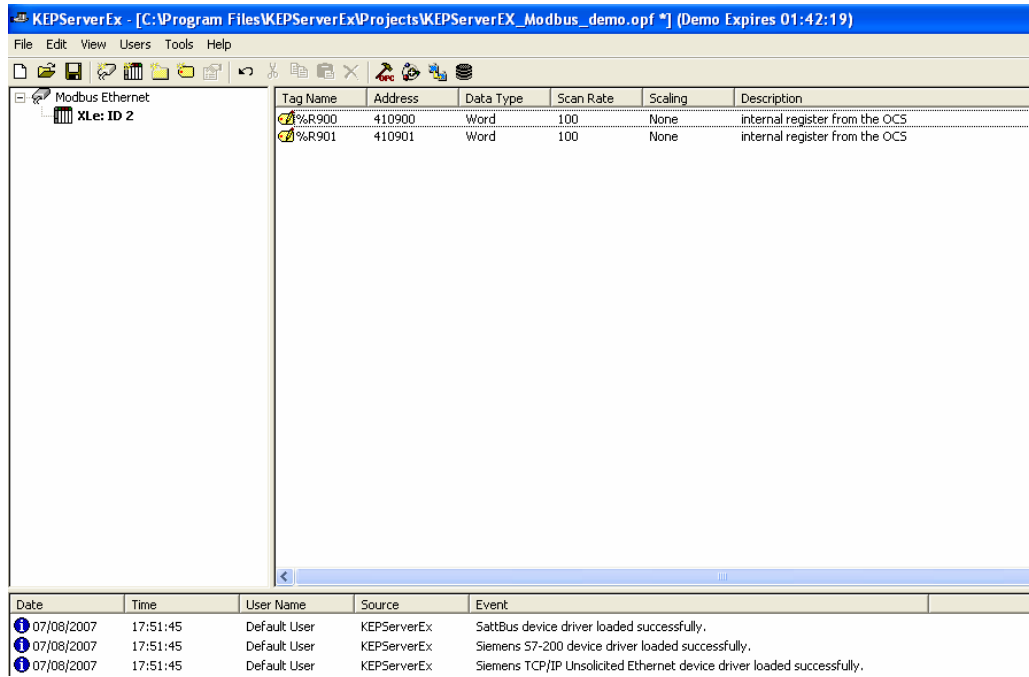 KEPServerEx - [C:\Program Files\KEPServerEx\Projects\KEPServerEX_Modbus_demo.opf *] (Demo Expires 01:42:19)
File Edit View Users Tools Help
OPC
Modbus Ethernet
XLe: ID 2
Tag Name Address Data Type Scan Rate Scaling Description
%R900 410900 Word 100 None internal register from the OCS
%R901 410901 Word 100 None internal register from the OCS
Date Time User Name Source Event
07/08/2007 17:51:45 Default User KEPServerEx SattBus device driver loaded successfully.
07/08/2007 17:51:45 Default User KEPServerEx Siemens S7-200 device driver loaded successfully.
07/08/2007 17:51:45 Default User KEPServerEx Siemens TCP/IP Unsolicited Ethernet device driver loaded successfully.